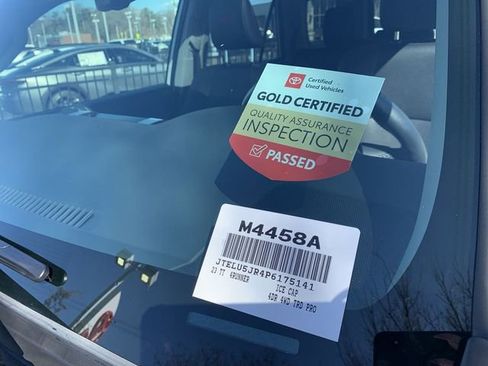 Certified
Used Vehicles
GOLD CERTIFIED
QUALITY ASSURANCE
INSPECTION
PASSED
M4458A
JTELU5JR4P6175141
23 TT 4RUNNER
ICE CAP
4DR 4WD TRD PRO